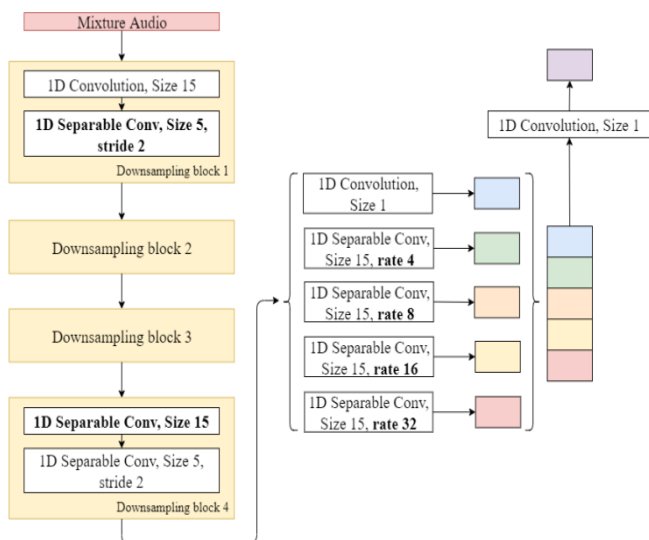 Mixture Audio
1D Convolution, Size 15
1D Separable Conv, Size 5,
stride 2
Downsampling block 1
Downsampling block 2
Downsampling block 3
1D Separable Conv, Size 15
1D Separable Conv, Size 5,
stride 2
Downsampling block 4
1D Convolution,
Size 1
1D Separable Conv,
Size 15, rate 4
1D Separable Conv,
Size 15, rate 8
1D Separable Conv,
Size 15, rate 16
1D Separable Conv,
Size 15, rate 32
1D Convolution, Size 1